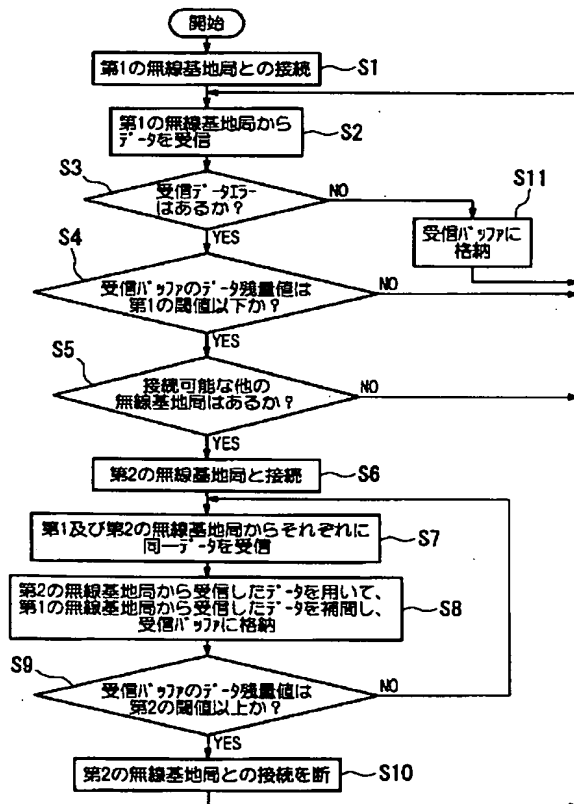 開始
第1の無線基地局との接続
S1
第1の無線基地局から
データを受信
S2
S3
受信データエラー
はあるか?
NO
S11
受信バッファに
格納
YES
S4
受信バッファのデータ残量値は
第1の閾値以下か?
NO
YES
S5
接続可能な他の
無線基地局はあるか?
NO
YES
第2の無線基地局と接続
S6
第1及び第2の無線基地局からそれぞれに
同一データを受信
S7
第2の無線基地局から受信したデータを用いて、
第1の無線基地局から受信したデータを補間し、
受信バッファに格納
S8
S9
受信バッファのデータ残量値は
第2の閾値以上か?
NO
YES
第2の無線基地局との接続を断
S10